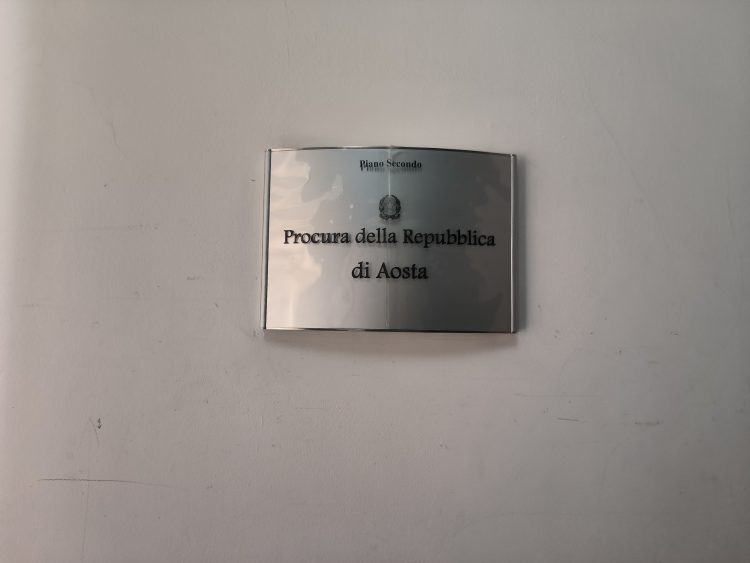 Piano Secondo
Procura della Repubblica
di Aosta